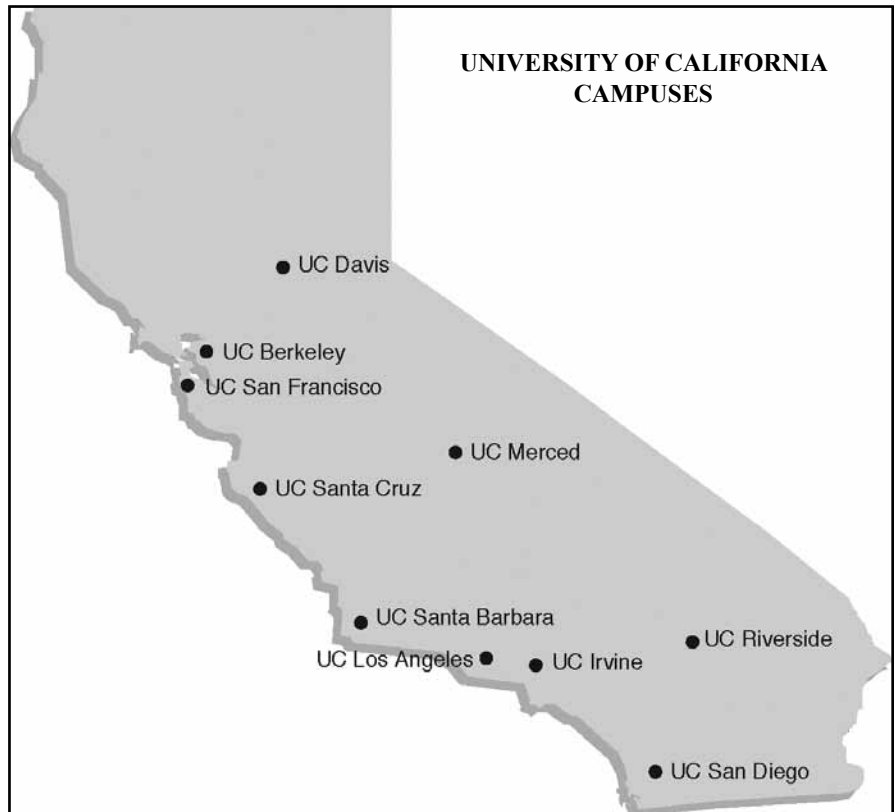 UNIVERSITY OF CALIFORNIA
CAMPUSES
UC Davis
UC Berkeley
UC San Francisco
UC Merced
UC Santa Cruz
UC Santa Barbara
UC Riverside
UC Los Angeles
UC Irvine
UC San Diego